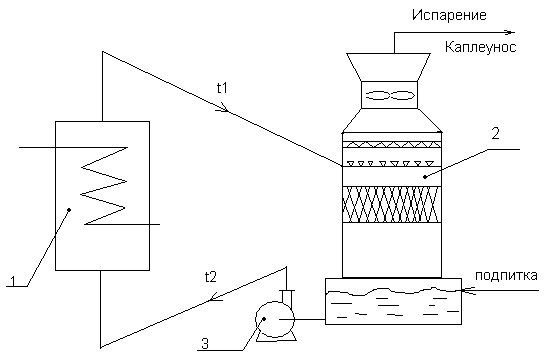 Испарение
Каплеунос
t1
2
1
t2
подпитка
3